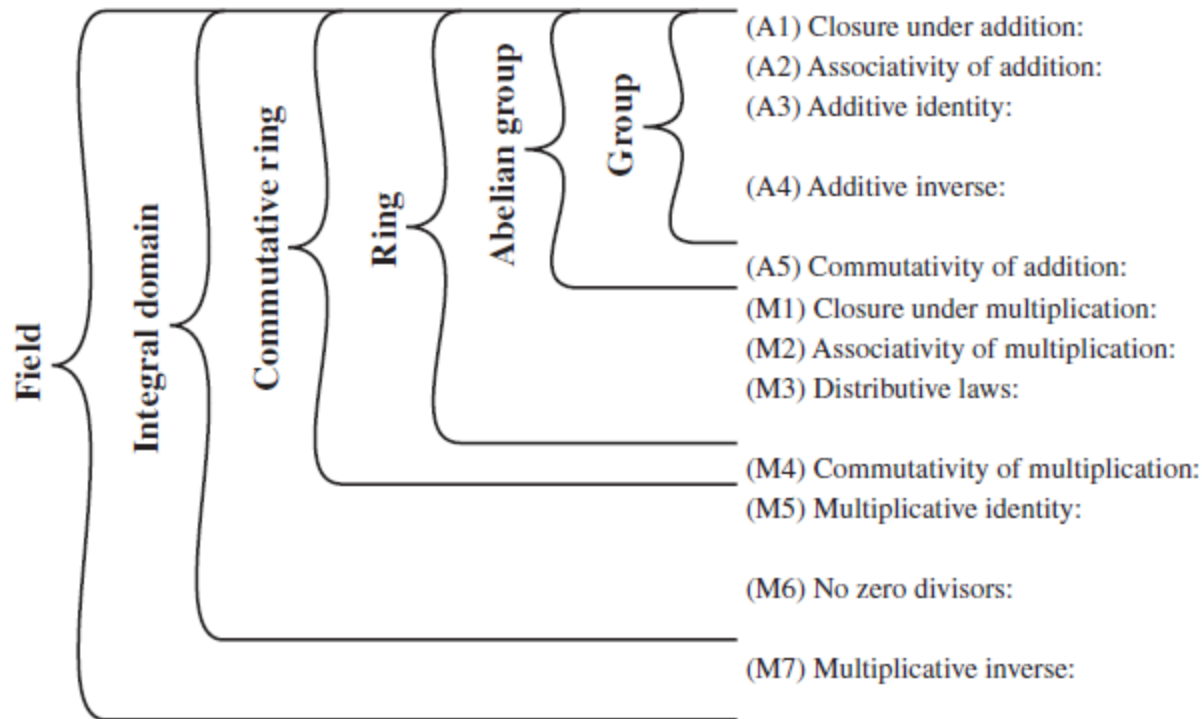 Field
Integral domain
Commutative ring
Ring
Abelian group
Group
(A1) Closure under addition:
(A2) Associativity of addition:
(A3) Additive identity:
(A4) Additive inverse:
(A5) Commutativity of addition:
(M1) Closure under multiplication:
(M2) Associativity of multiplication:
(M3) Distributive laws:
(M4) Commutativity of multiplication:
(M5) Multiplicative identity:
(M6) No zero divisors:
(M7) Multiplicative inverse: